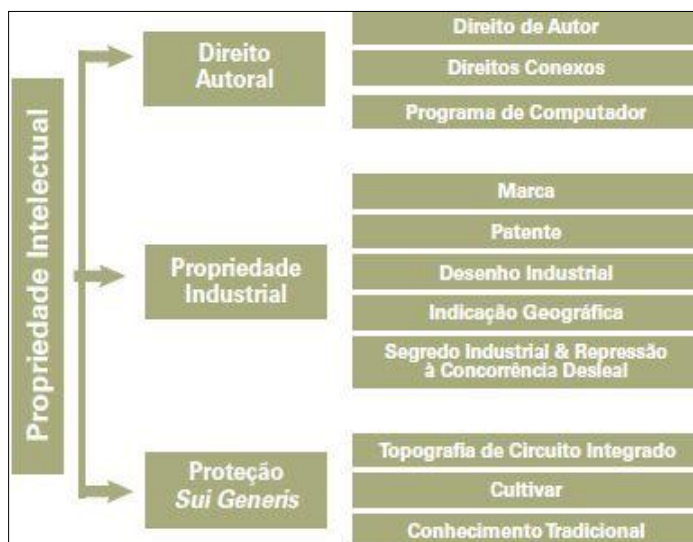 Propriedade Intelectual
Direito
Autoral
Direito de Autor
Direitos Conexos
Programa de Computador
Propriedade
Industrial
Marca
Patente
Desenho Industrial
Indicação Geográfica
Segredo Industrial & Repressão
à Concorrência Desleal
Proteção
Sui Generis
Topografia de Circuito Integrado
Cultivar
Conhecimento Tradicional